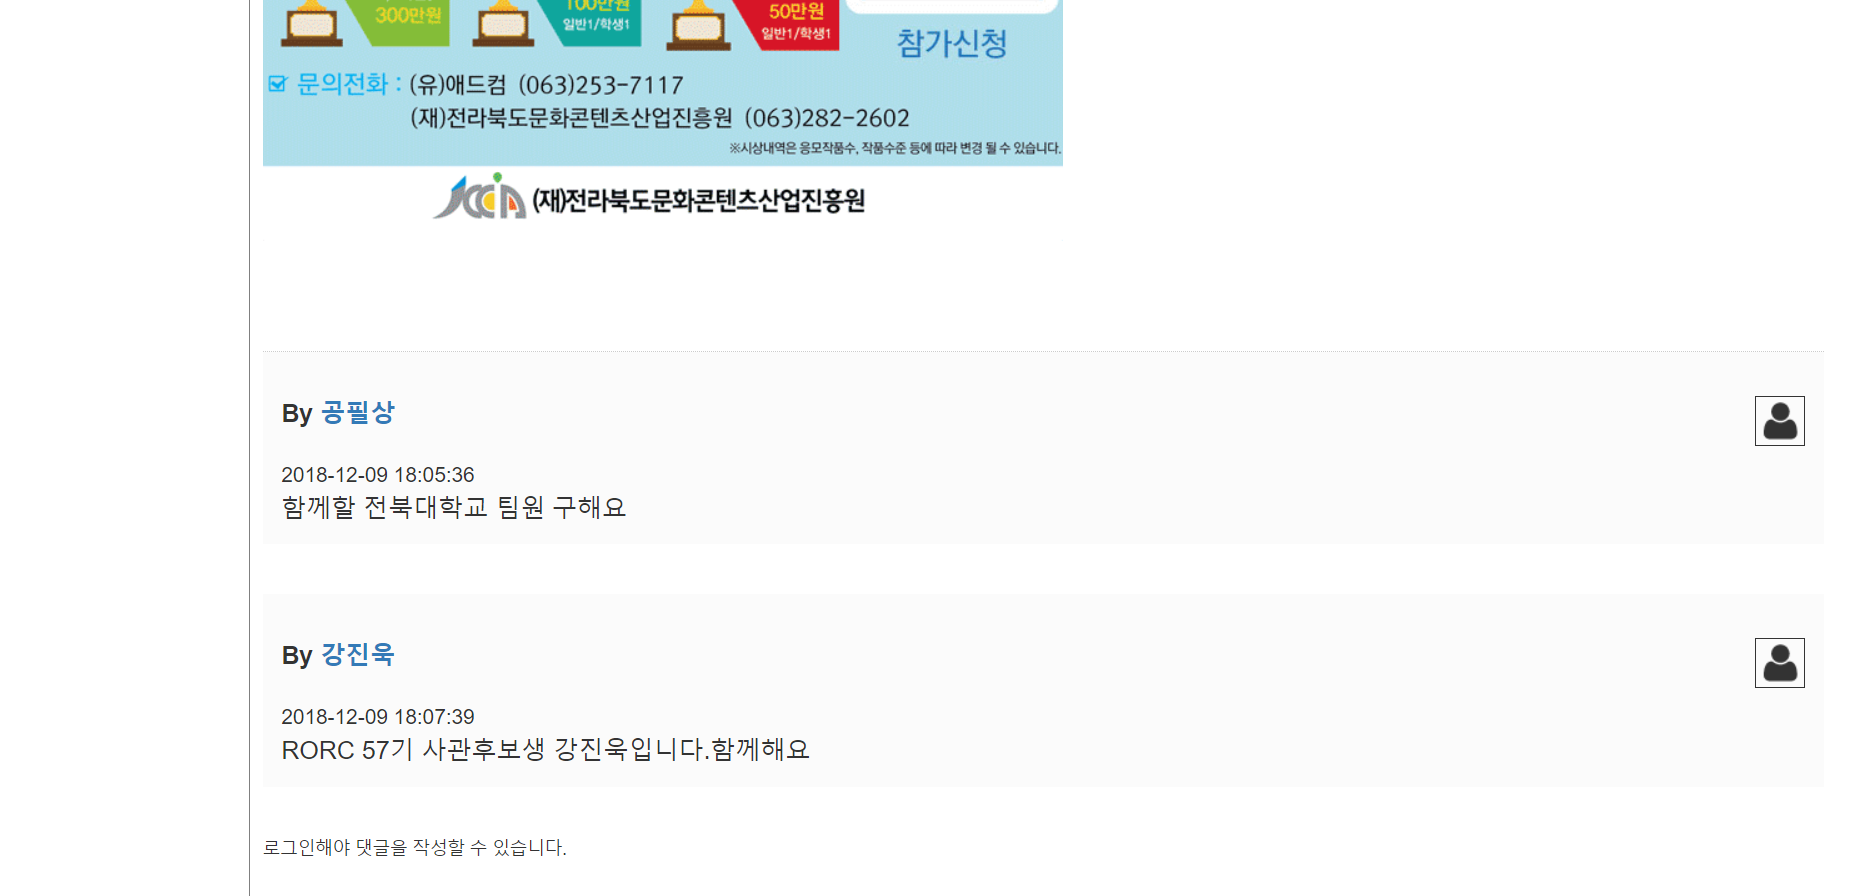 300만원
100만원
일반1/학생1
50만원
일반1/학생1
참가신청
문의전화 : (유)애드컴 (063)253-7117
(재)전라북도문화콘텐츠산업진흥원 (063)282-2602
※시상내역은 응모작품수, 작품수준 등에 따라 변경 될 수 있습니다.
(재)전라북도문화콘텐츠산업진흥원
By 공필상
2018-12-09 18:05:36
함께할 전북대학교 팀원 구해요
By 강진욱
2018-12-09 18:07:39
RORC 57기 사관후보생 강진욱입니다.함께해요
로그인해야 댓글을 작성할 수 있습니다.